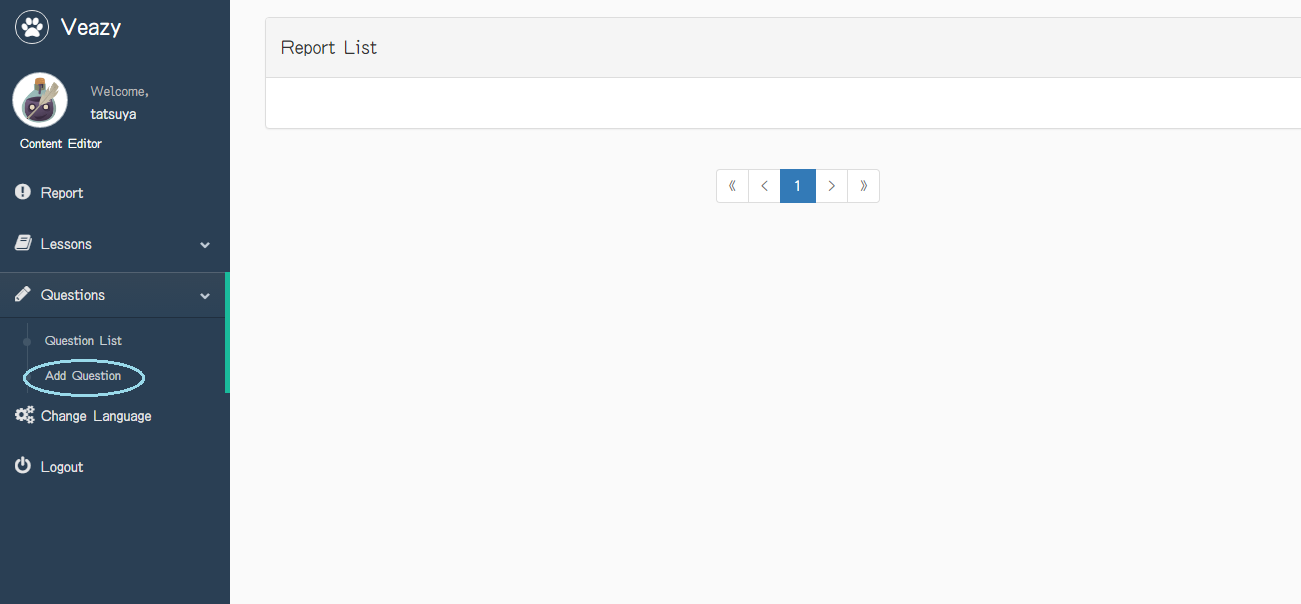 Veazy
Welcome,
tatsuya
Content Editor
Report
Lessons
Questions
Question List
Add Question
Change Language
Logout
Report List
« < 1 > »